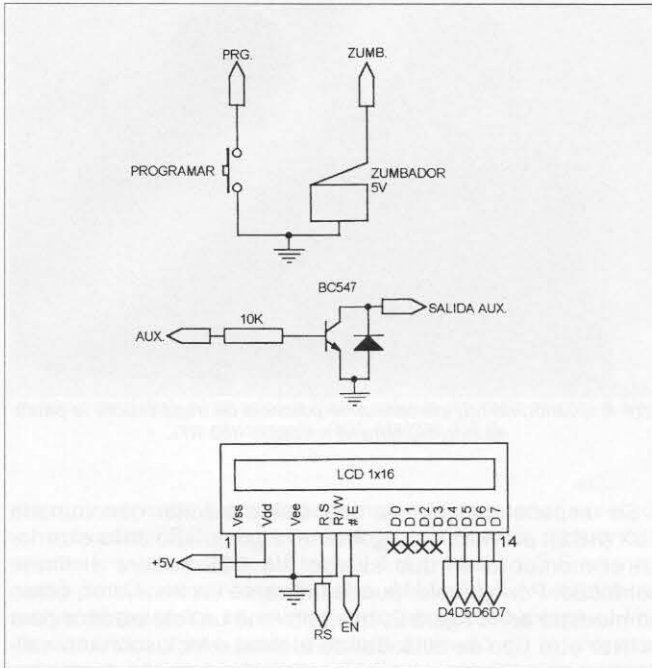 PRG.
ZUMB.
PROGRAMAR
ZUMBADOR
5V
BC547
10K
SALIDA AUX.
AUX.
LCD 1x16
Vss
Vdd
Vee
R/S
R/W
#.E
D0
D1
D2
D3
D4
D5
D6
D7
1
14
+5V
D4D5D6D7
RS